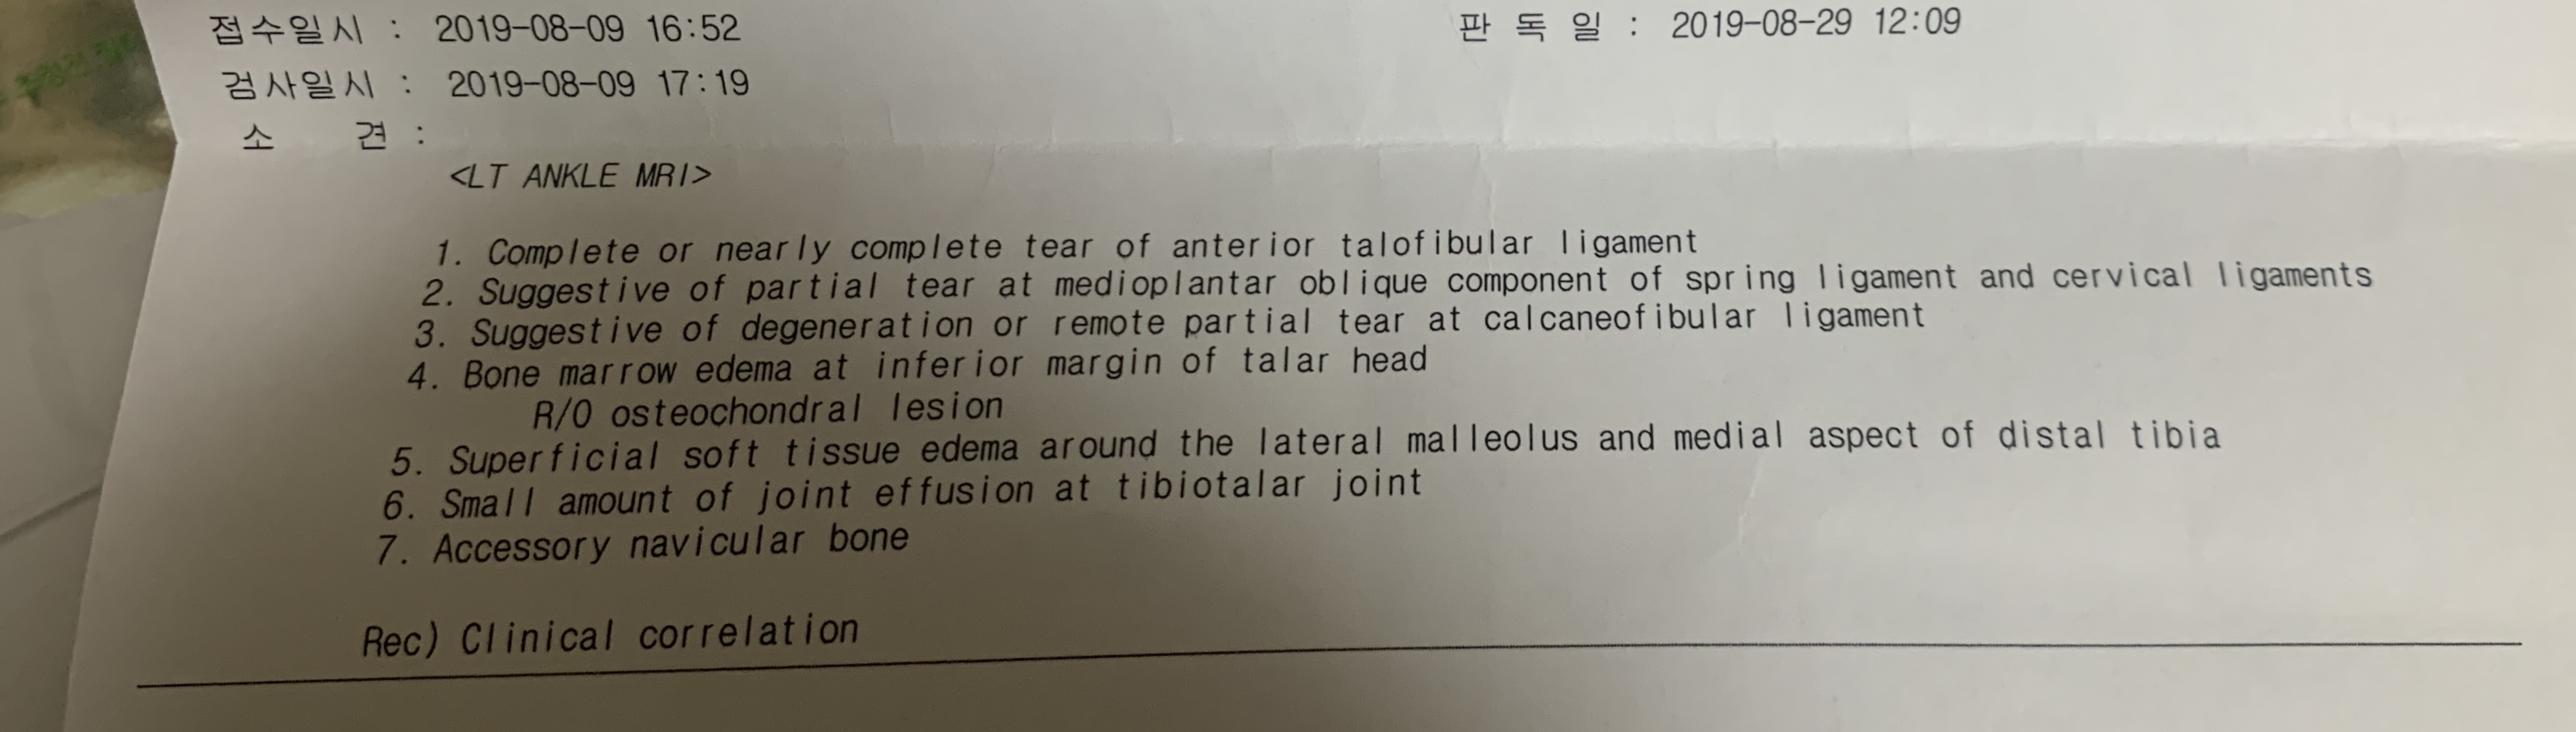 접수일시 : 2019-08-09 16:52 판 독 일 : 2019-08-29 12:09
검사일시 : 2019-08-09 17:19
소 견 :
<LT ANKLE MRI>
1. Complete or nearly complete tear of anterior talofibular ligament
2. Suggestive of partial tear at medioplantar oblique component of spring ligament and cervical ligaments
3. Suggestive of degeneration or remote partial tear at calcaneofibular ligament
4. Bone marrow edema at inferior margin of talar head
R/O osteochondral lesion
5. Superficial soft tissue edema around the lateral malleolus and medial aspect of distal tibia
6. Small amount of joint effusion at tibiotalar joint
7. Accessory navicular bone
Rec) Clinical correlation